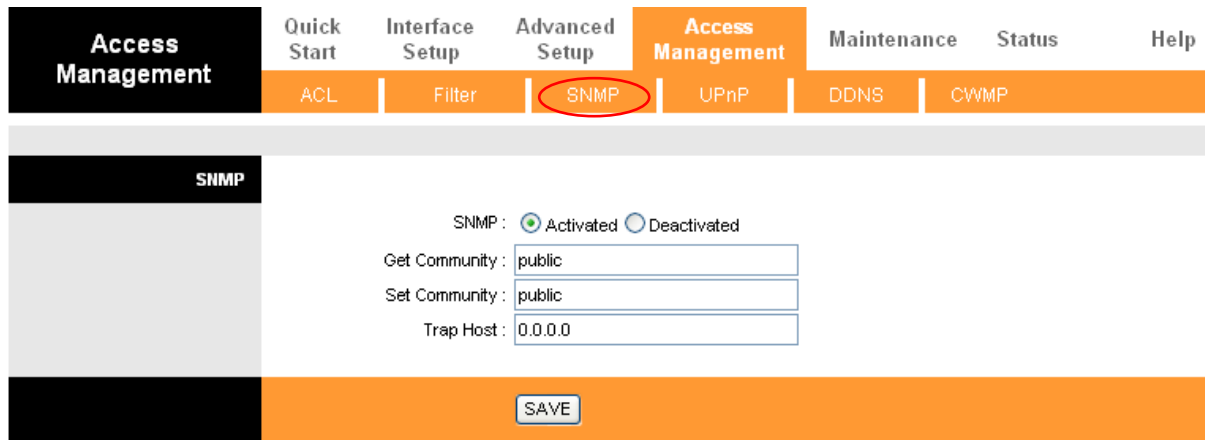 Access Management
Quick Start
Interface Setup
Advanced Setup
Access Management
Maintenance
Status
Help
ACL
Filter
SNMP
UPnP
DDNS
CWMP
SNMP
SNMP : Activated Deactivated
Get Community : public
Set Community : public
Trap Host : 0.0.0.0
SAVE